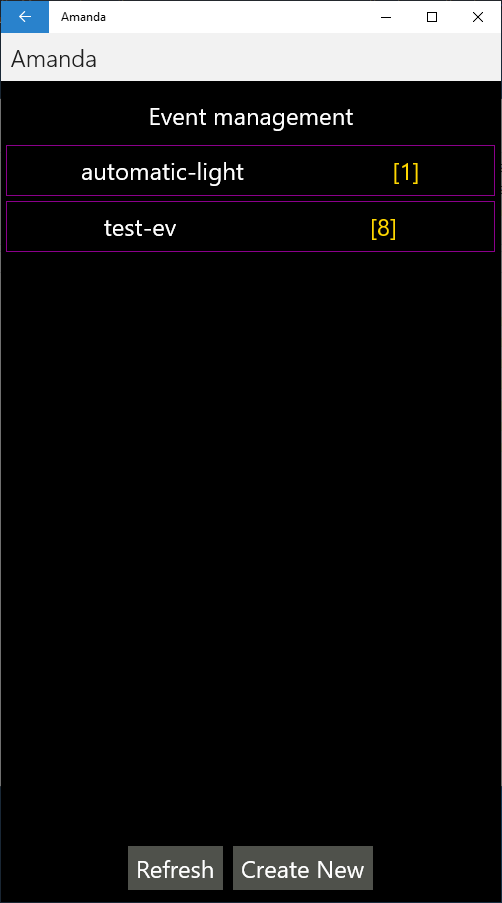 Amanda
Amanda
Event management
automatic-light [1]
test-ev [8]
Refresh Create New